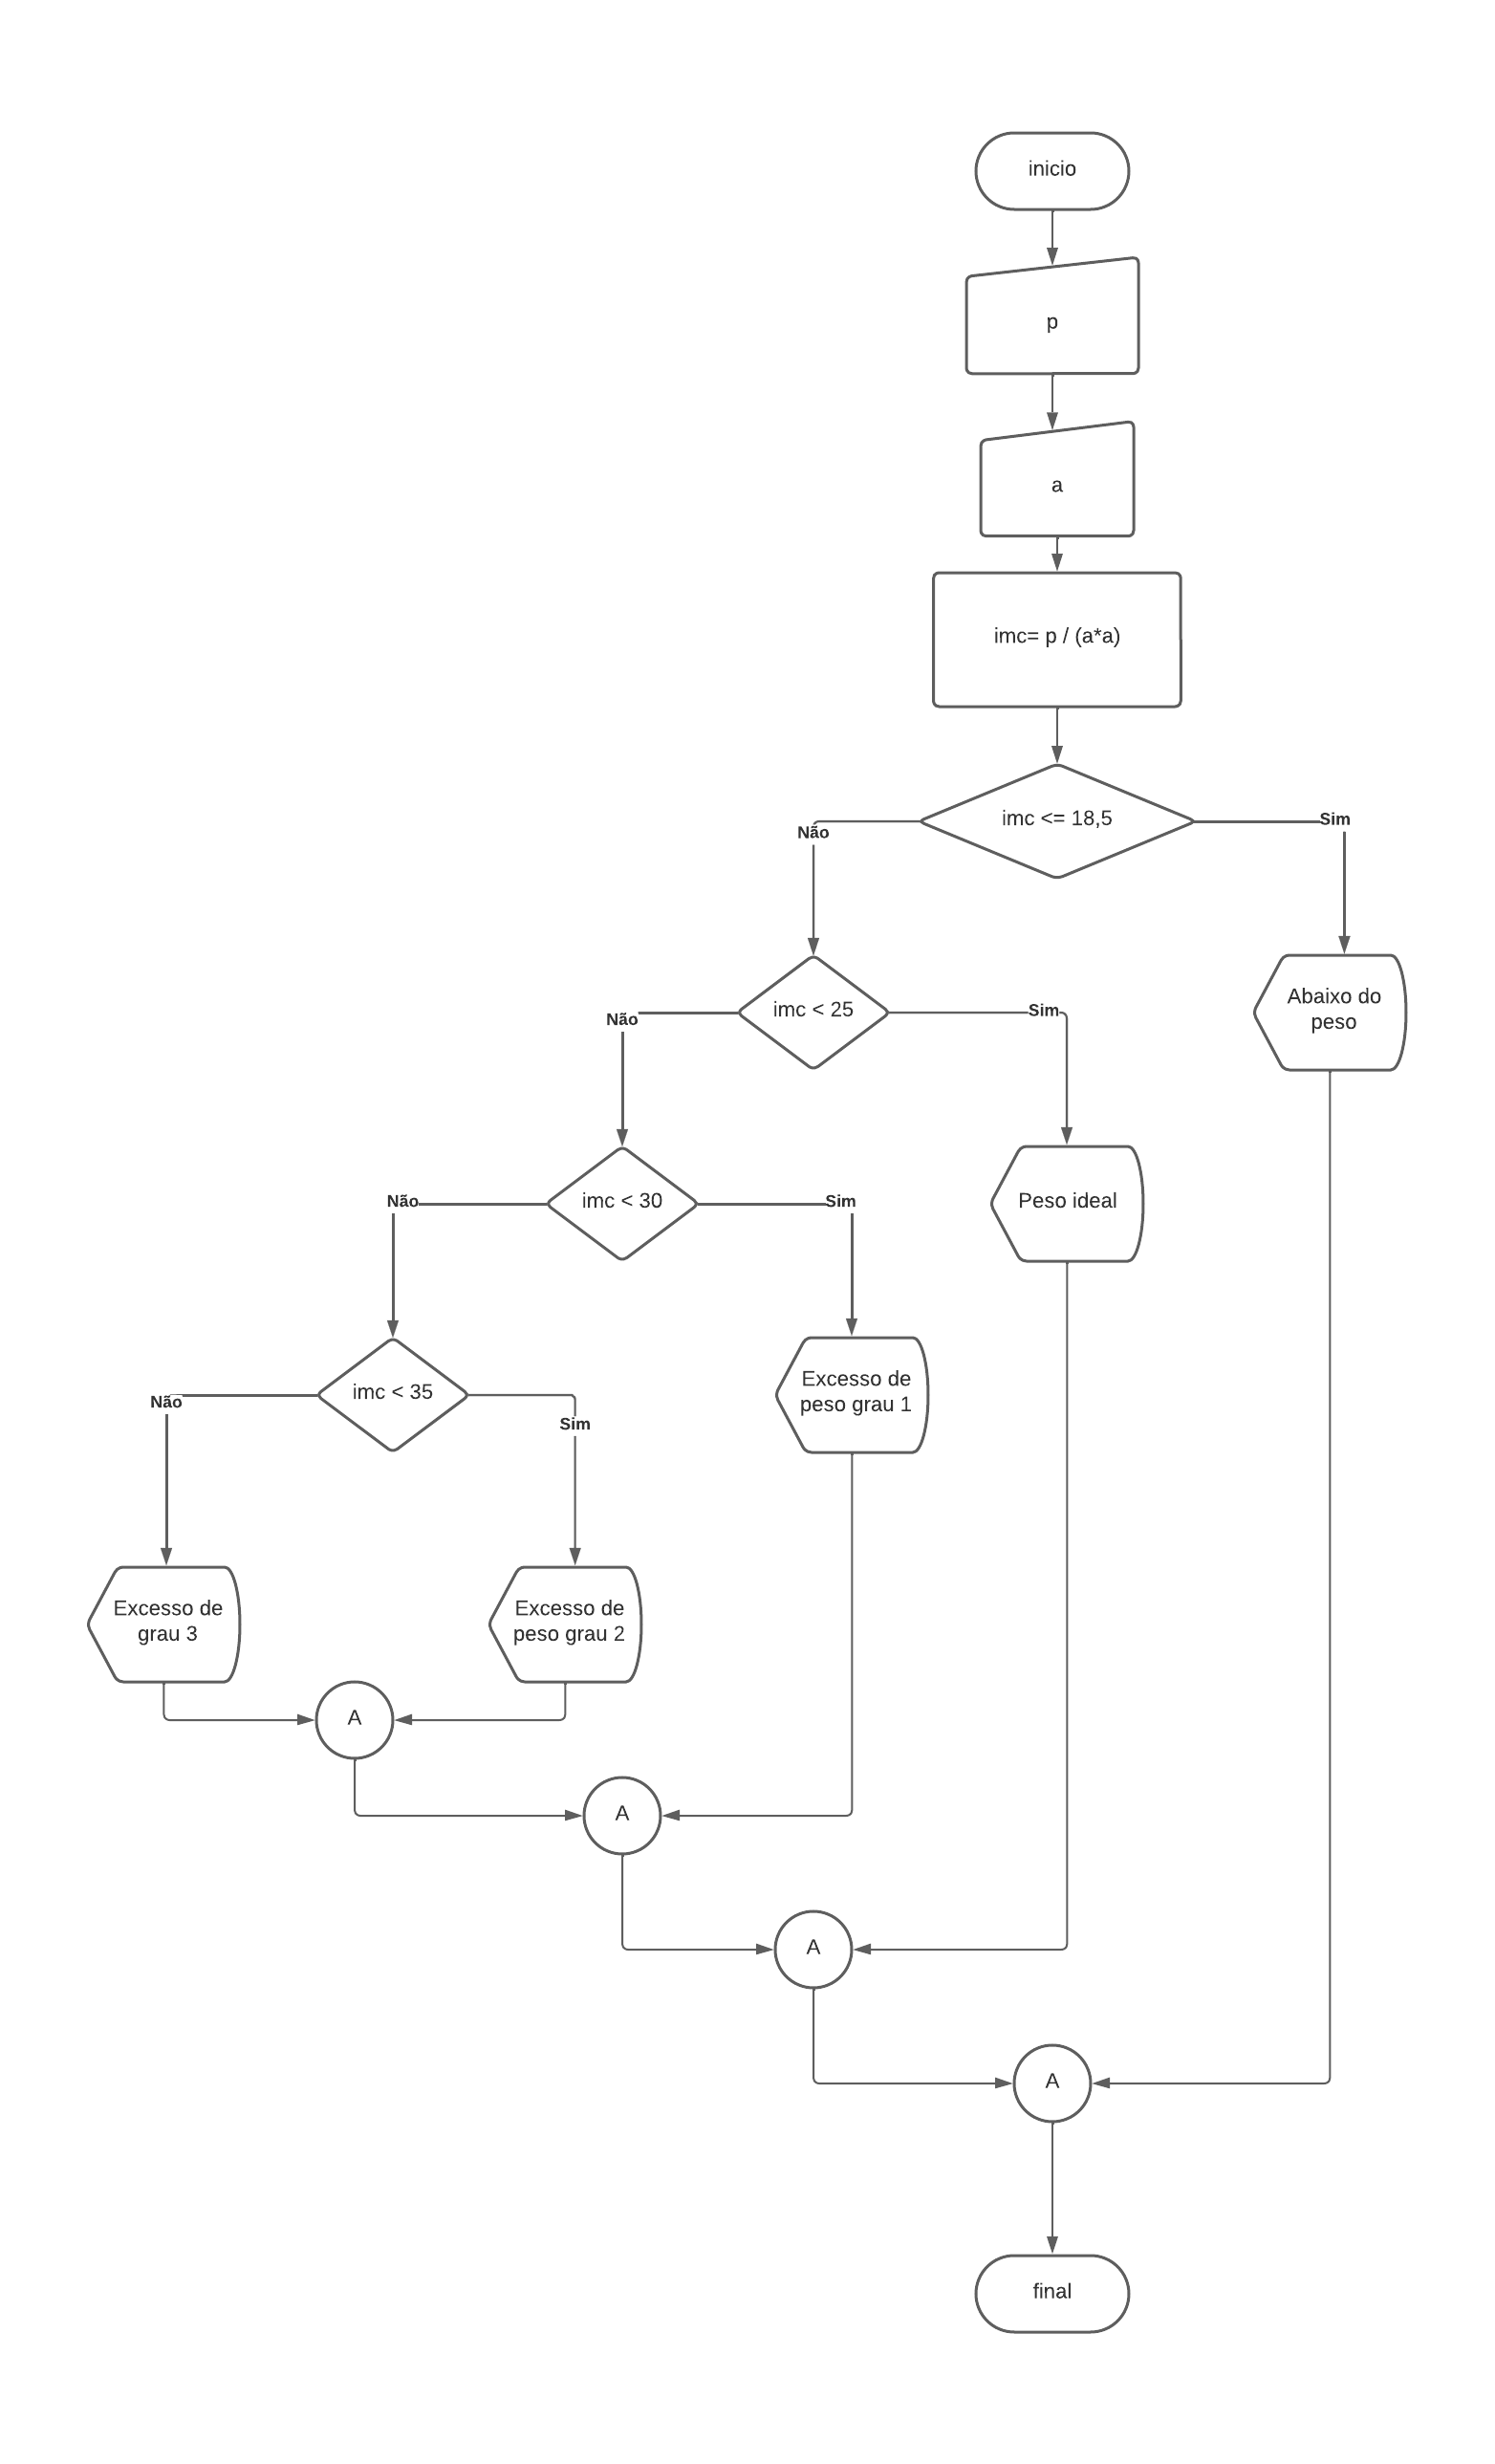 inicio
p
a
imc= p / (a*a)
imc <= 18,5
Não
Sim
imc < 25
Não
Sim
Abaixo do
peso
imc < 30
Não
Sim
Peso ideal
imc < 35
Não
Sim
Excesso de
peso grau 1
Excesso de
grau 3
Excesso de
peso grau 2
A
A
A
A
final